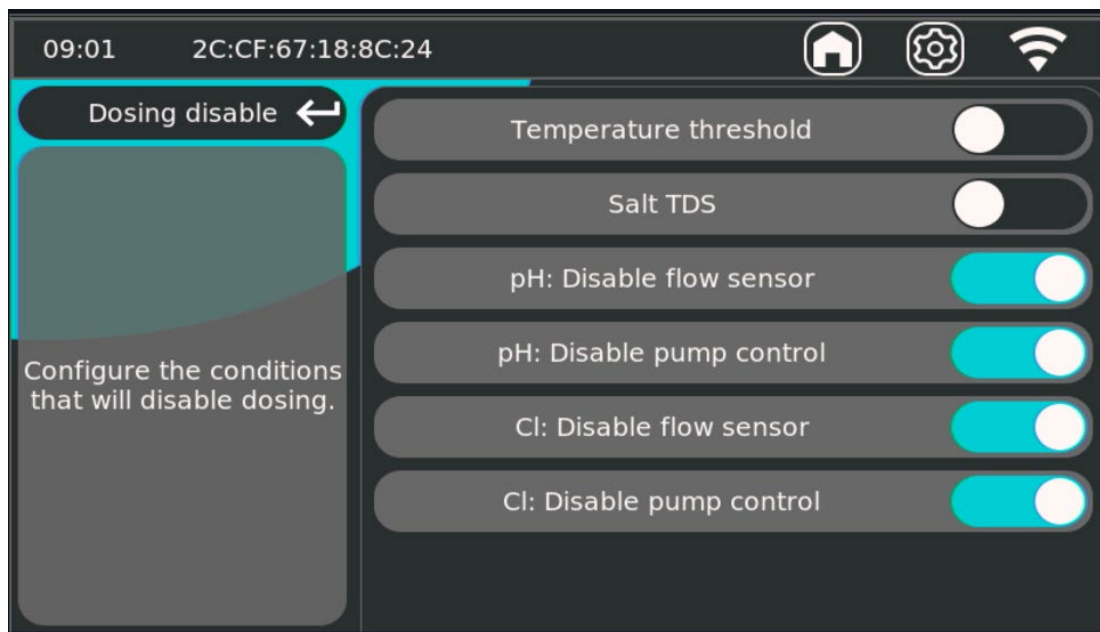 09:01 2C:CF:67:18:8C:24
Dosing disable
Configure the conditions
that will disable dosing.
Temperature threshold
Salt TDS
pH: Disable flow sensor
pH: Disable pump control
Cl: Disable flow sensor
Cl: Disable pump control